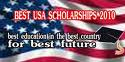 BEST USA SCHOLARSHIPS*2010
best education in the best country
for best future